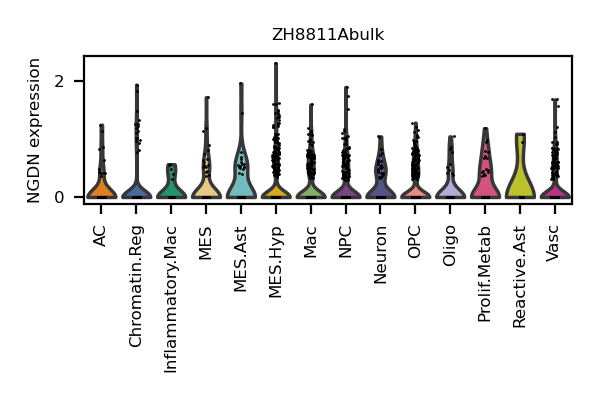 ZH8811Abulk
NGDN expression
2
0
AC
Chromatin.Reg
Inflammatory.Mac
MES
MES.Ast
MES.Hyp
Mac
NPC
Neuron
OPC
Oligo
Prolif.Metab
Reactive.Ast
Vasc